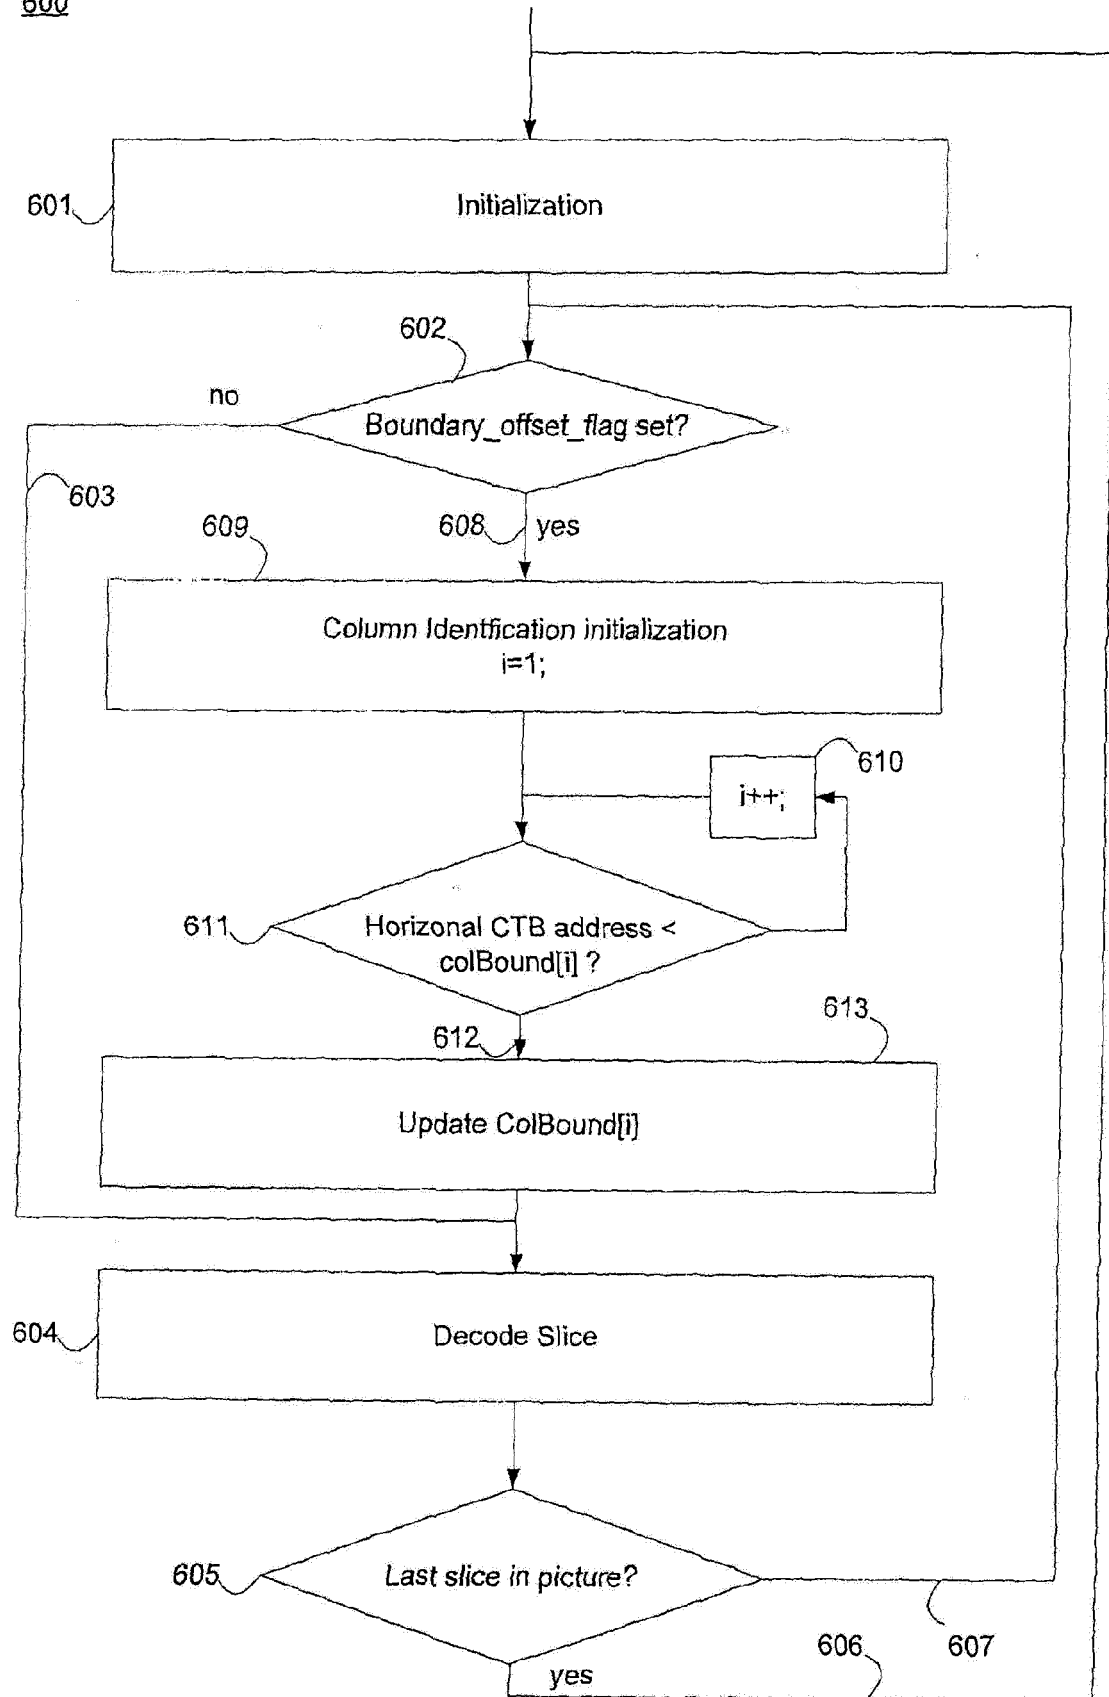 600
601
Initialization
602
no
Boundary_offset_flag set?
603
609
608
yes
Column Identfication initialization
i=1;
610
i++;
611
Horizonal CTB address <
colBound[i] ?
612
613
Update ColBound[i]
604
Decode Slice
605
Last slice in picture?
606
607
yes